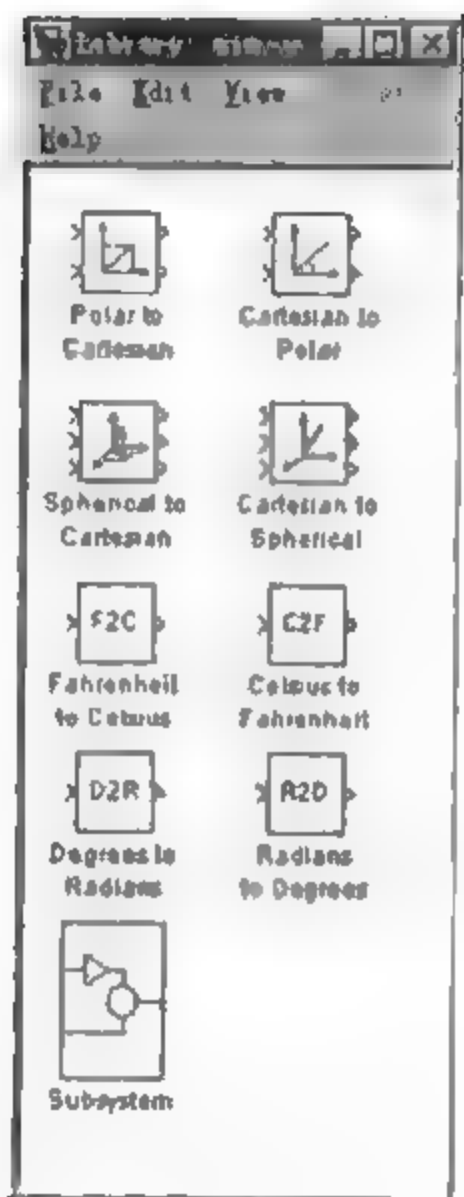 Library:
File Edit View
Help
Polar to
Cartesian
Cartesian to
Polar
Spherical to
Cartesian
Cartesian to
Spherical
F2C
C2F
Fahrenheit
to Celsius
Celsius to
Fahrenheit
D2R
R2D
Degrees to
Radians
Radians
to Degrees
Subsystem